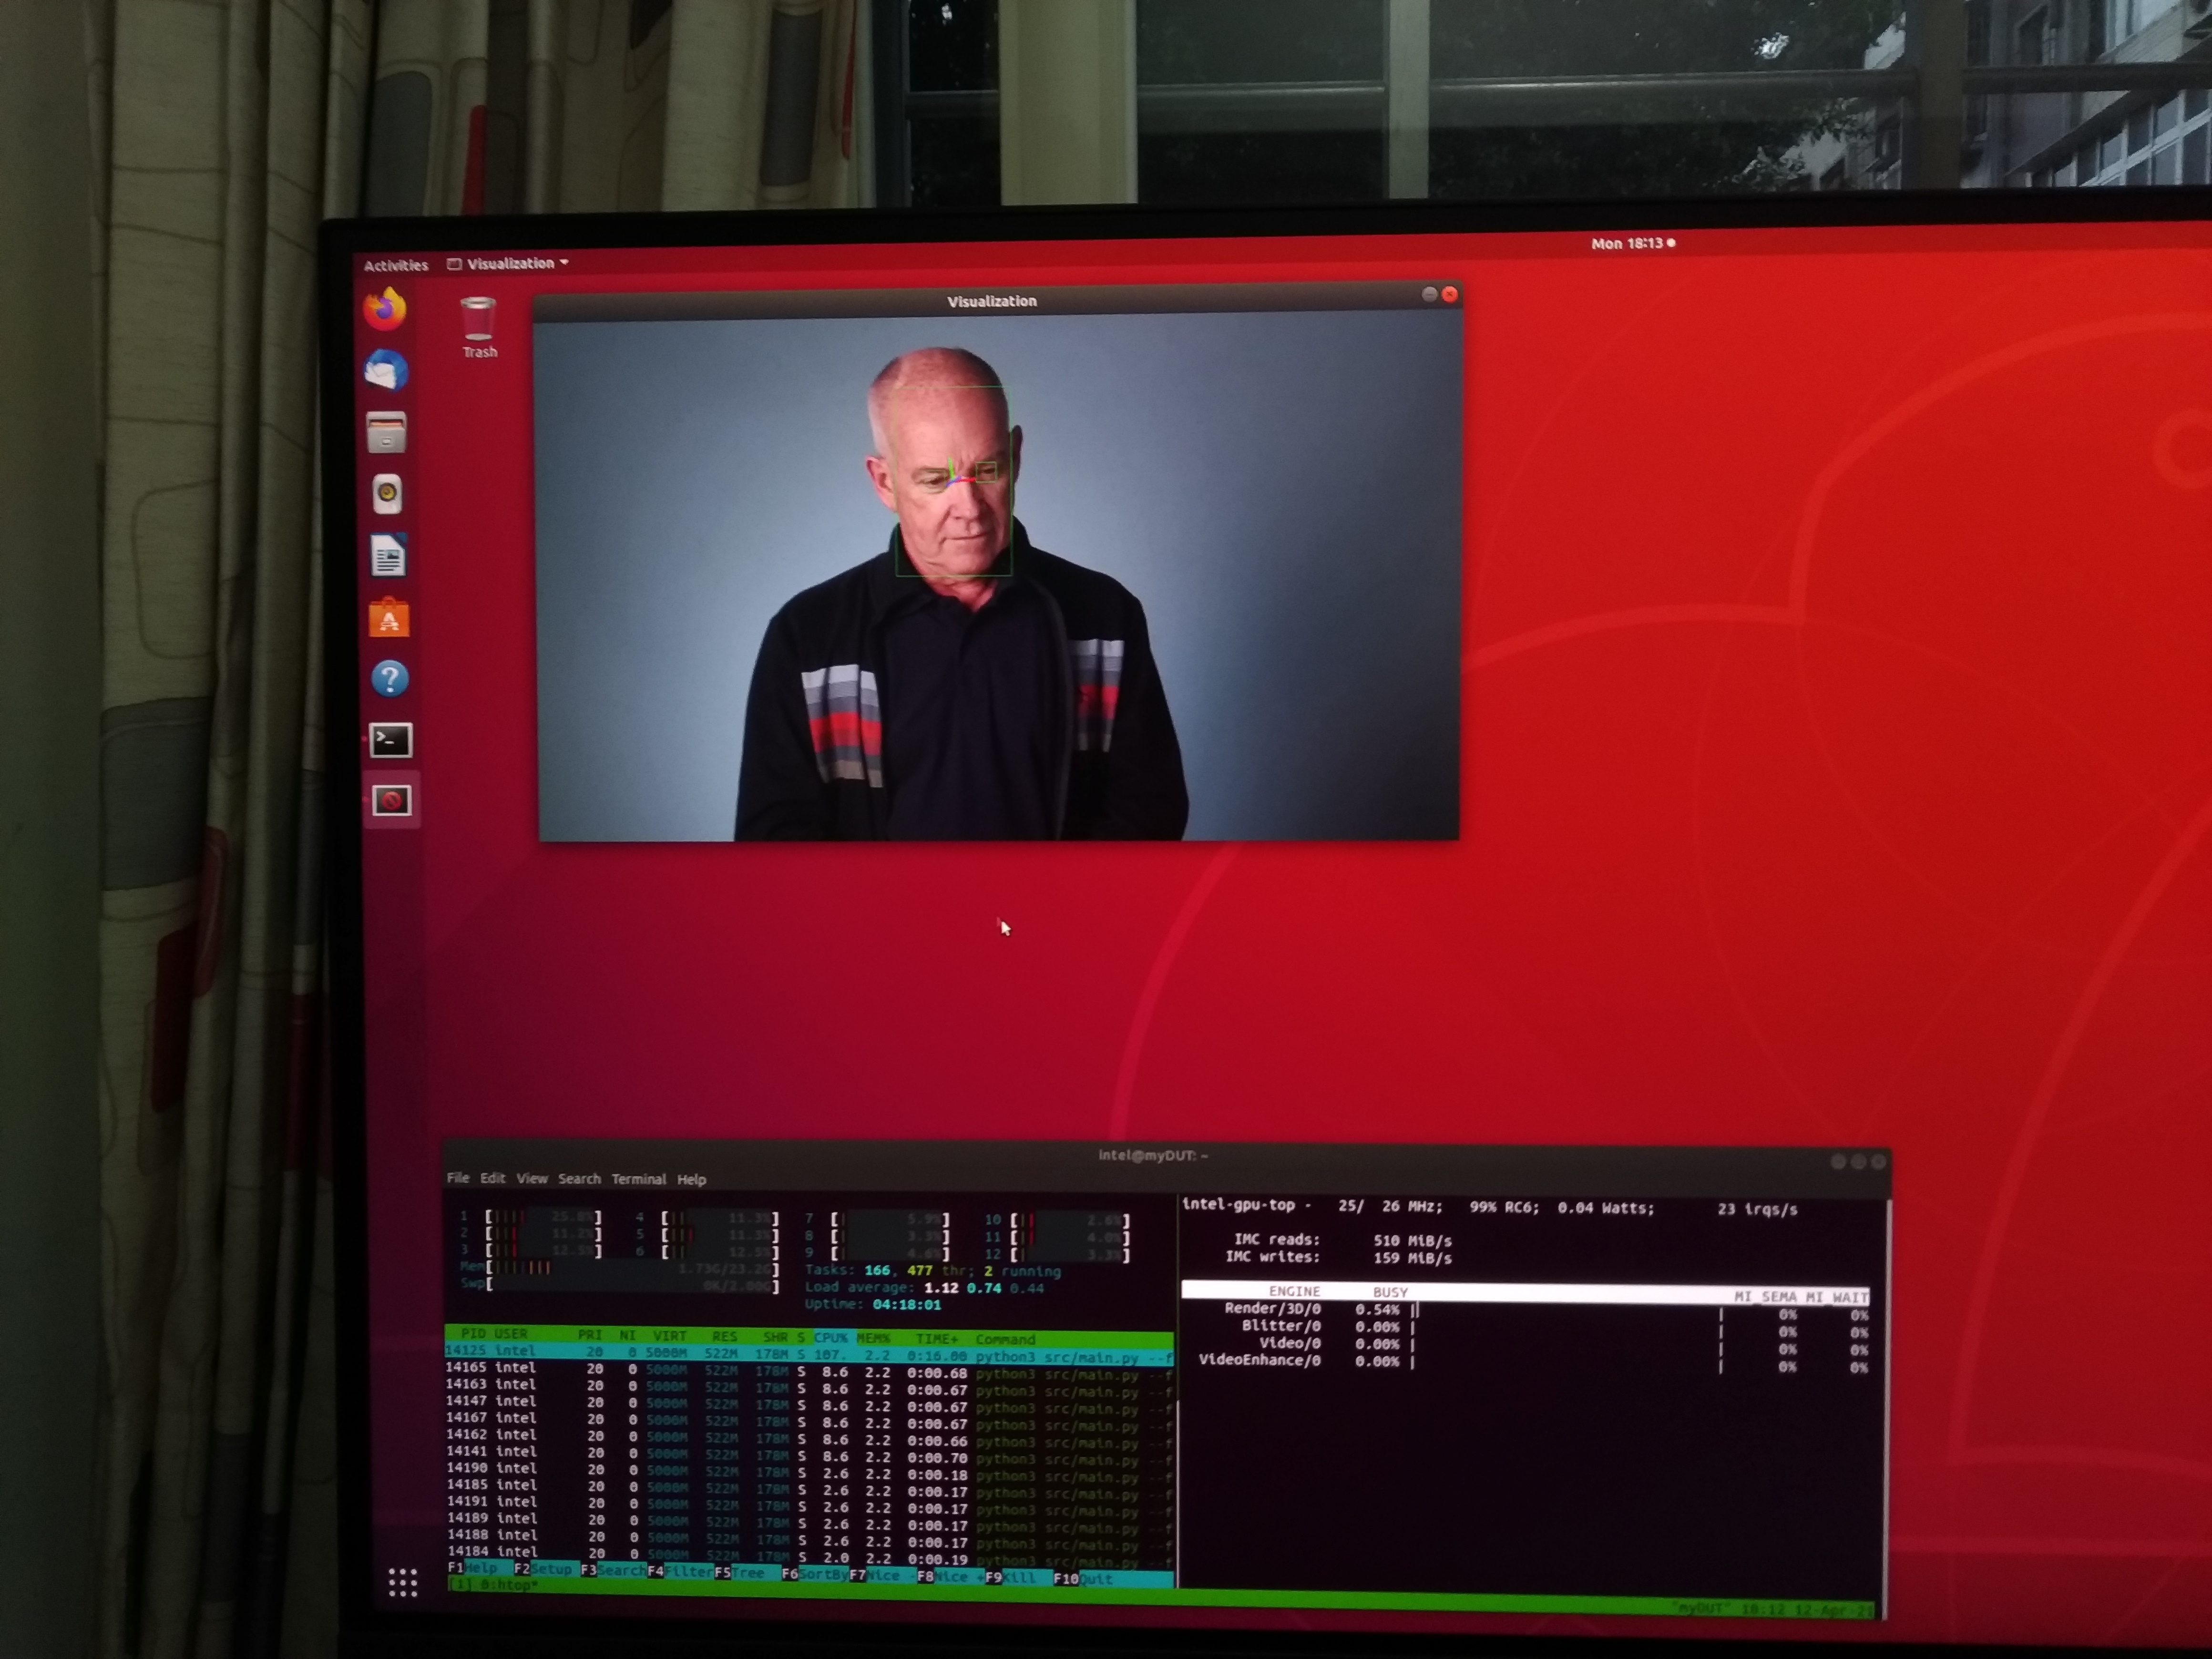 Activities Visualization
Mon 18:13
Trash
Visualization
intel@myDUT: ~
File Edit View Search Terminal Help
1 [ 25.8%] 4 [ 11.3%] 7 [ 5.9%] 10 [ 2.6%]
2 [ 11.2%] 5 [ 11.3%] 8 [ 3.3%] 11 [ 4.0%]
3 [ 12.5%] 6 [ 12.5%] 9 [ 4.6%] 12 [ 3.3%]
Mem[ 1.73G/23.2G] Tasks: 166, 477 thr; 2 running
Swp[ 0K/2.00G] Load average: 1.12 0.74 0.44
Uptime: 04:18:01
PID USER PRI NI VIRT RES SHR S CPU% MEM% TIME+ Command
14125 intel 20 0 5000M 522M 178M S 107. 2.2 0:16.00 python3 src/main.py --f
14165 intel 20 0 5000M 522M 178M S 8.6 2.2 0:00.68 python3 src/main.py --f
14163 intel 20 0 5000M 522M 178M S 8.6 2.2 0:00.67 python3 src/main.py --f
14147 intel 20 0 5000M 522M 178M S 8.6 2.2 0:00.67 python3 src/main.py --f
14167 intel 20 0 5000M 522M 178M S 8.6 2.2 0:00.67 python3 src/main.py --f
14162 intel 20 0 5000M 522M 178M S 8.6 2.2 0:00.66 python3 src/main.py --f
14141 intel 20 0 5000M 522M 178M S 8.6 2.2 0:00.70 python3 src/main.py --f
14190 intel 20 0 5000M 522M 178M S 2.6 2.2 0:00.18 python3 src/main.py --f
14185 intel 20 0 5000M 522M 178M S 2.6 2.2 0:00.17 python3 src/main.py --f
14191 intel 20 0 5000M 522M 178M S 2.6 2.2 0:00.17 python3 src/main.py --f
14189 intel 20 0 5000M 522M 178M S 2.6 2.2 0:00.17 python3 src/main.py --f
14188 intel 20 0 5000M 522M 178M S 2.6 2.2 0:00.17 python3 src/main.py --f
14184 intel 20 0 5000M 522M 178M S 2.0 2.2 0:00.19 python3 src/main.py --f
F1Help F2Setup F3Search F4Filter F5Tree F6SortBy F7Nice - F8Nice + F9Kill F10Quit
intel-gpu-top - 25/ 26 MHz; 99% RC6; 0.04 Watts; 23 irqs/s
IMC reads: 510 MiB/s
IMC writes: 159 MiB/s
ENGINE BUSY MI_SEMA MI_WAIT
Render/3D/0 0.54% 0% 0%
Blitter/0 0.00% 0% 0%
Video/0 0.00% 0% 0%
VideoEnhance/0 0.00% 0% 0%
[1] 0:htop* "myDUT" 18:12 12-Apr-21